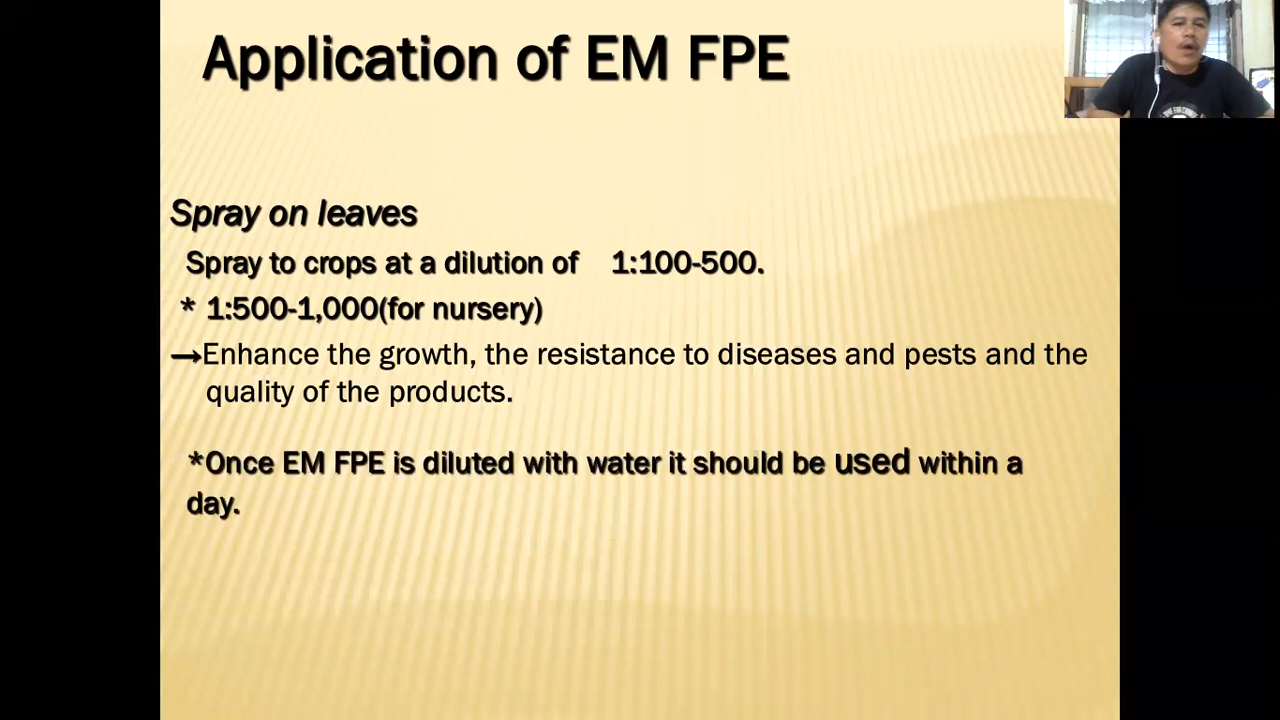 Application of EM FPE
Spray on leaves
Spray to crops at a dilution of 1:100-500.
* 1:500-1,000(for nursery)
→Enhance the growth, the resistance to diseases and pests and the
quality of the products.
*Once EM FPE is diluted with water it should be used within a
day.